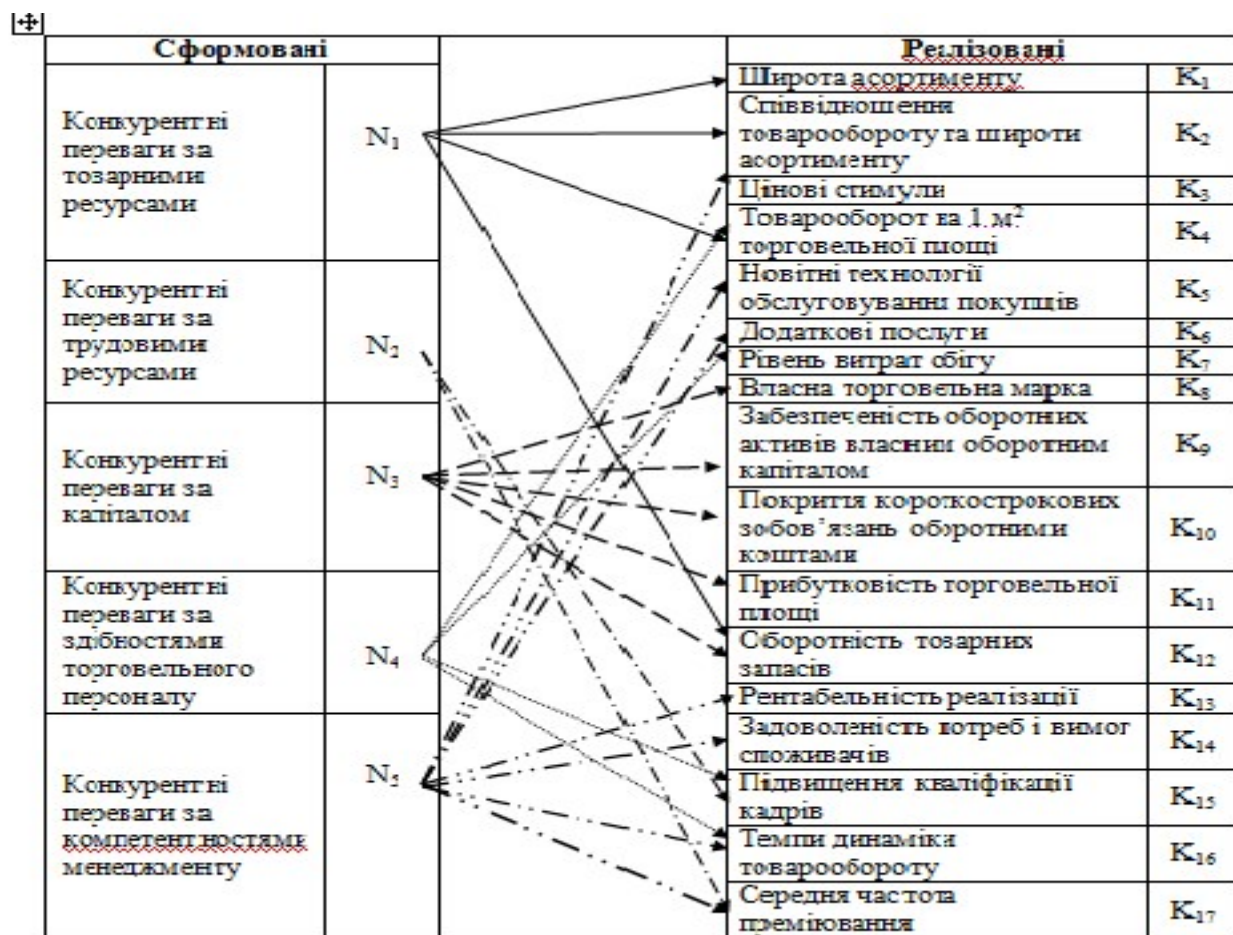 Сформовані
Реалізовані
Конкурентні
переваги за
товарними
ресурсами
N1
Конкурентні
переваги за
трудовими
ресурсами
N2
Конкурентні
переваги за
капіталом
N3
Конкурентні
переваги за
здібностями
торговельного
персоналу
N4
Конкурентні
переваги за
компетентностями
менеджменту
N5
Широта асортименту
K1
Співвідношення
товарообороту та широти
асортименту
K2
Цінові стимули
K3
Товарооборот на 1 м²
торговельної площі
K4
Новітні технології
обслуговування покупців
K5
Додаткові послуги
K6
Рівень витрат обігу
K7
Власна торговельна марка
K8
Забезпеченість оборотних
активів власним оборотним
капіталом
K9
Покриття короткострокових
зобов’язань оборотними
коштами
K10
Прибутковість торговельної
площі
K11
Оборотність товарних
запасів
K12
Рентабельність реалізації
K13
Задоволеність потреб і вимог
споживачів
K14
Підвищення кваліфікації
кадрів
K15
Темпи динаміки
товарообороту
K16
Середня частота
преміювання
K17